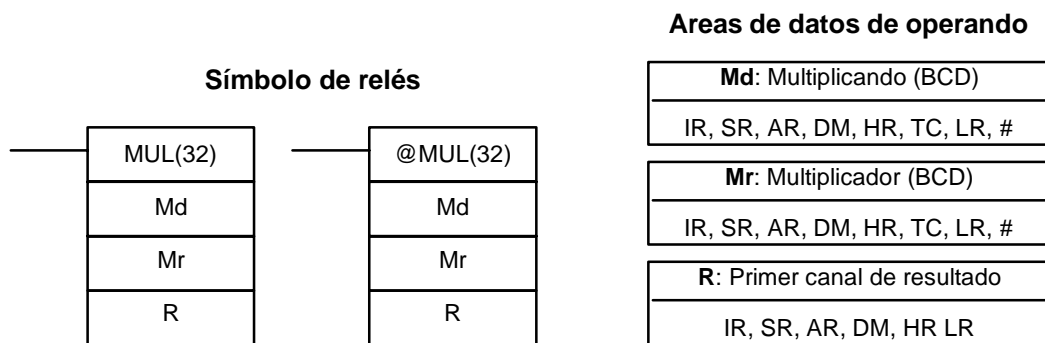 Areas de datos de operando
Símbolo de relés
MUL(32)
Md
Mr
R
@MUL(32)
Md
Mr
R
Md: Multiplicando (BCD)
IR, SR, AR, DM, HR, TC, LR, #
Mr: Multiplicador (BCD)
IR, SR, AR, DM, HR, TC, LR, #
R: Primer canal de resultado
IR, SR, AR, DM, HR LR